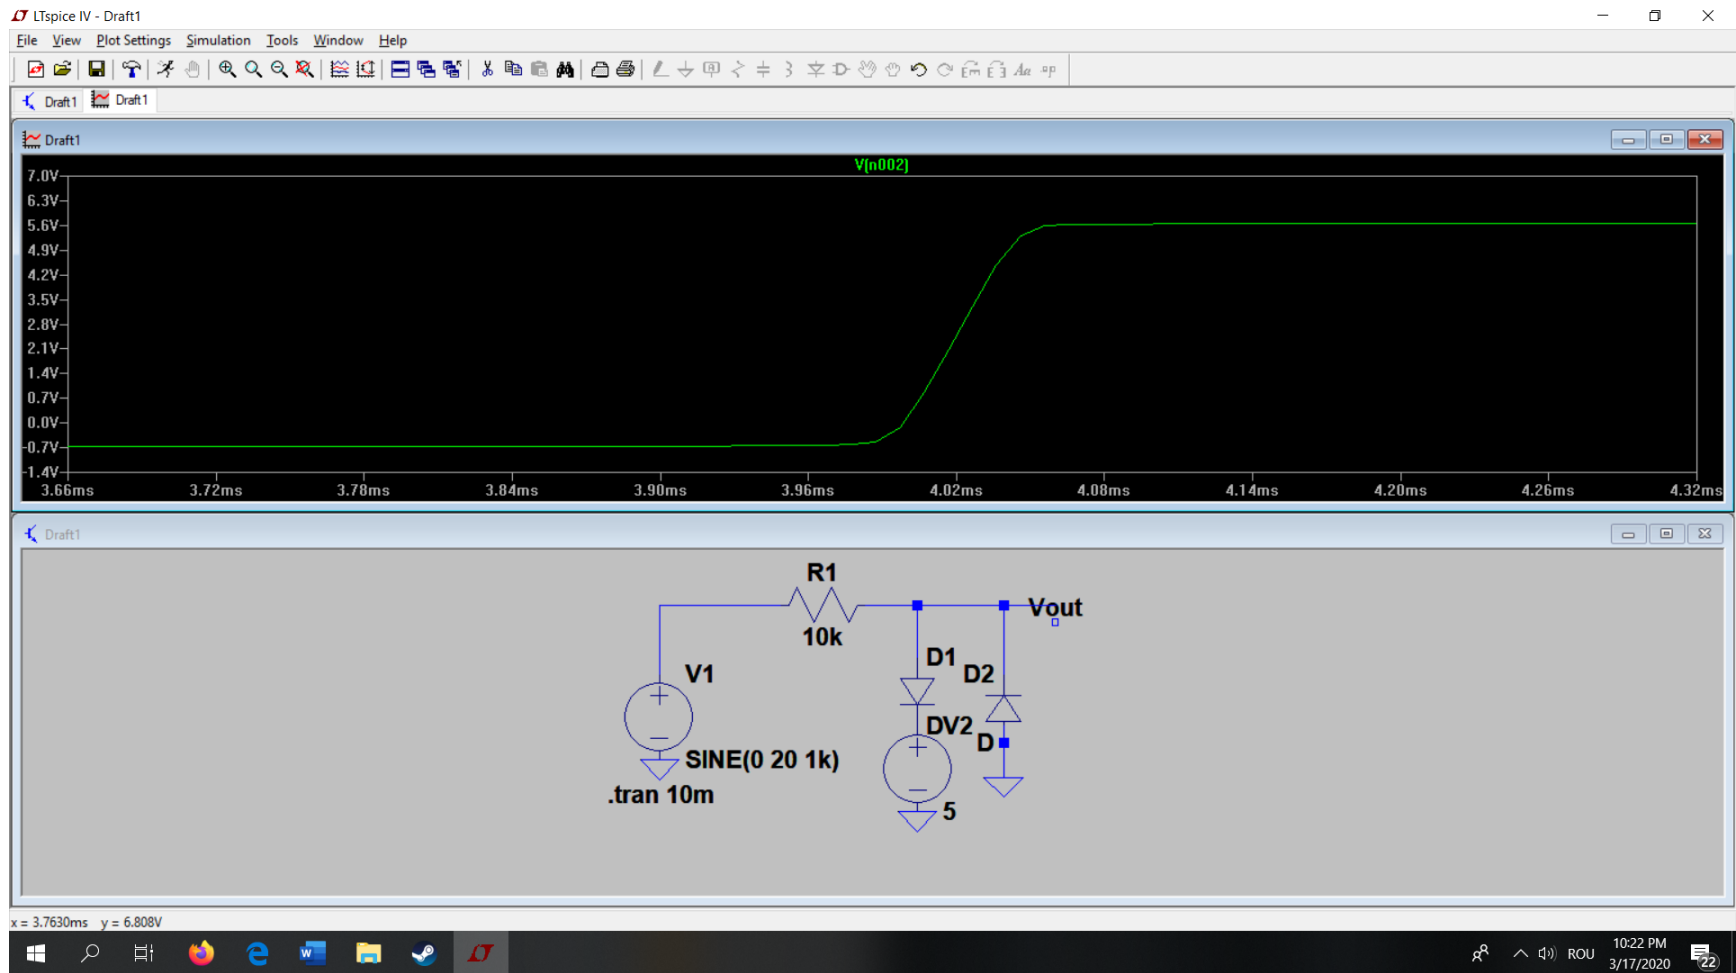 LTspice IV - Draft1
File View Plot Settings Simulation Tools Window Help
Draft1 Draft1
Draft1
V(n002)
7.0V
6.3V
5.6V
4.9V
4.2V
3.5V
2.8V
2.1V
1.4V
0.7V
0.0V
-0.7V
-1.4V
3.66ms 3.72ms 3.78ms 3.84ms 3.90ms 3.96ms 4.02ms 4.08ms 4.14ms 4.20ms 4.26ms 4.32ms
Draft1
R1
10k
Vout
V1
SINE(0 20 1k)
.tran 10m
D1
D2
DV2
D
5
x = 3.7630ms y = 6.808V
ROU
10:22 PM
3/17/2020
22